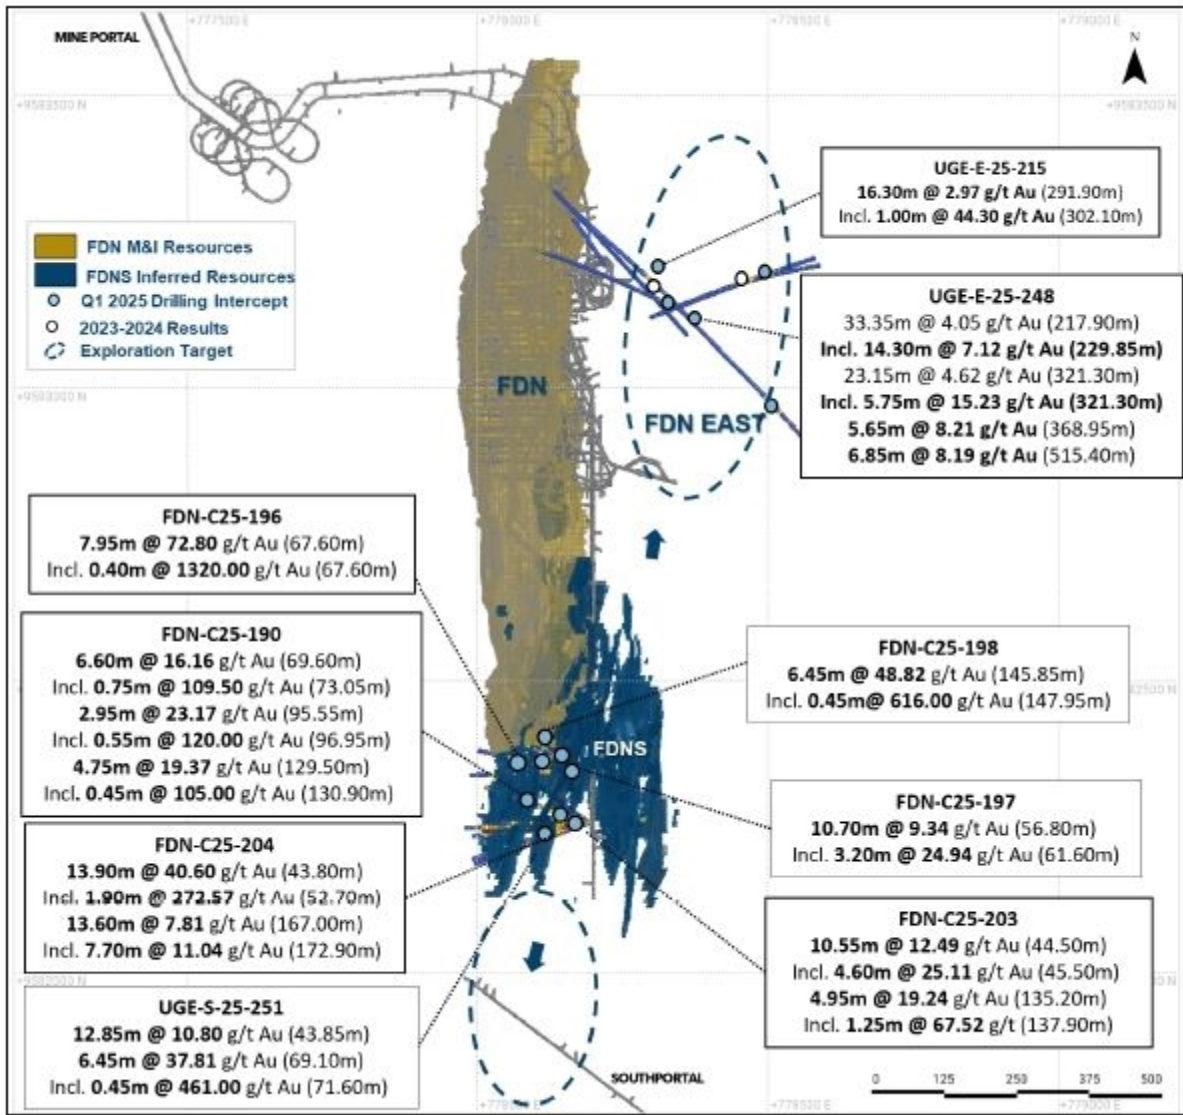 +777500 E
+778000 E
+778500 E
+779000 E
MINE PORTAL
N
+9583500 N
+9583500 N
UGE-E-25-215
16.30m @ 2.97 g/t Au (291.90m)
Incl. 1.00m @ 44.30 g/t Au (302.10m)
FDN M&I Resources
FDNS Inferred Resources
Q1 2025 Drilling Intercept
2023-2024 Results
Exploration Target
UGE-E-25-248
33.35m @ 4.05 g/t Au (217.90m)
Incl. 14.30m @ 7.12 g/t Au (229.85m)
23.15m @ 4.62 g/t Au (321.30m)
Incl. 5.75m @ 15.23 g/t Au (321.30m)
5.65m @ 8.21 g/t Au (368.95m)
6.85m @ 8.19 g/t Au (515.40m)
FDN
FDN EAST
FDN-C25-196
7.95m @ 72.80 g/t Au (67.60m)
Incl. 0.40m @ 1320.00 g/t Au (67.60m)
FDN-C25-190
6.60m @ 16.16 g/t Au (69.60m)
Incl. 0.75m @ 109.50 g/t Au (73.05m)
2.95m @ 23.17 g/t Au (95.55m)
Incl. 0.55m @ 120.00 g/t Au (96.95m)
4.75m @ 19.37 g/t Au (129.50m)
Incl. 0.45m @ 105.00 g/t Au (130.90m)
FDN-C25-198
6.45m @ 48.82 g/t Au (145.85m)
Incl. 0.45m@ 616.00 g/t Au (147.95m)
FDNS
FDN-C25-197
10.70m @ 9.34 g/t Au (56.80m)
Incl. 3.20m @ 24.94 g/t Au (61.60m)
FDN-C25-204
13.90m @ 40.60 g/t Au (43.80m)
Incl. 1.90m @ 272.57 g/t Au (52.70m)
13.60m @ 7.81 g/t Au (167.00m)
Incl. 7.70m @ 11.04 g/t Au (172.90m)
FDN-C25-203
10.55m @ 12.49 g/t Au (44.50m)
Incl. 4.60m @ 25.11 g/t Au (45.50m)
4.95m @ 19.24 g/t Au (135.20m)
Incl. 1.25m @ 67.52 g/t (137.90m)
+9582000 N
UGE-S-25-251
12.85m @ 10.80 g/t Au (43.85m)
6.45m @ 37.81 g/t Au (69.10m)
Incl. 0.45m @ 461.00 g/t Au (71.60m)
SOUTHPORTAL
0 125 250 375 500
+778500 E
+779000 E